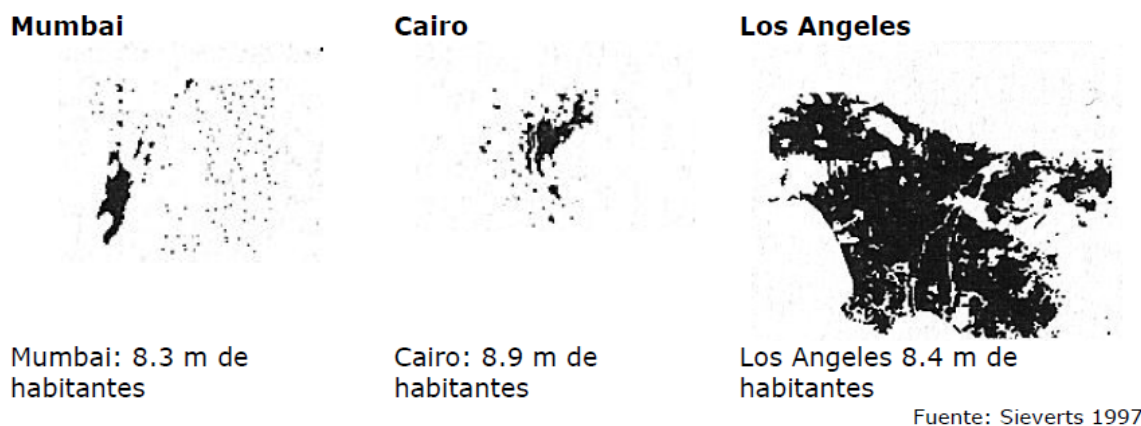 Mumbai
Cairo
Los Angeles
Mumbai: 8.3 m de
habitantes
Cairo: 8.9 m de
habitantes
Los Angeles 8.4 m de
habitantes
Fuente: Sieverts 1997